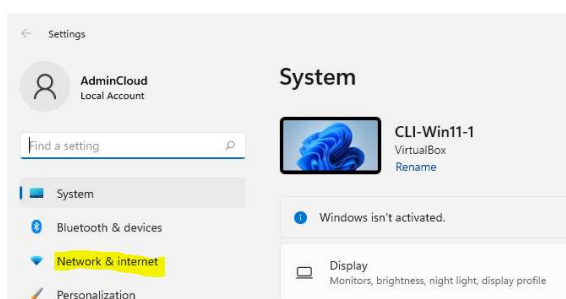 Settings
AdminCloud
Local Account
Find a setting
System
Bluetooth & devices
Network & internet
Personalization
System
CLI-Win11-1
VirtualBox
Rename
Windows isn't activated.
Display
Monitors, brightness, night light, display profile